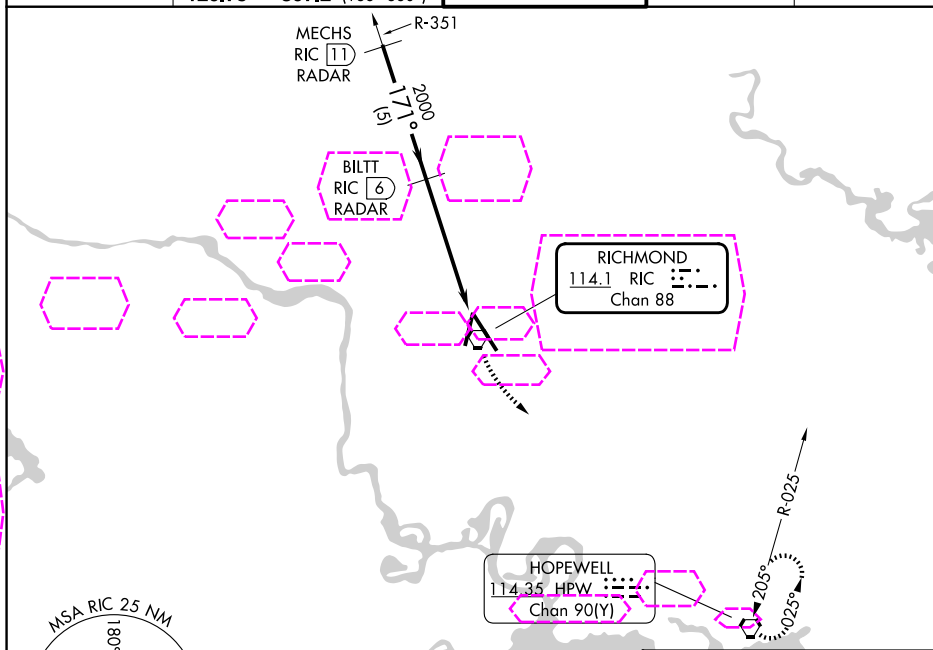 R-351
MECHS
RIC 11
RADAR
2000
171°
(5)
BILTT
RIC 6
RADAR
RICHMOND
114.1 RIC
Chan 88
R-025
HOPEWELL
114.35 HPW
Chan 90(Y)
205°
025°
MSA RIC 25 NM
180°